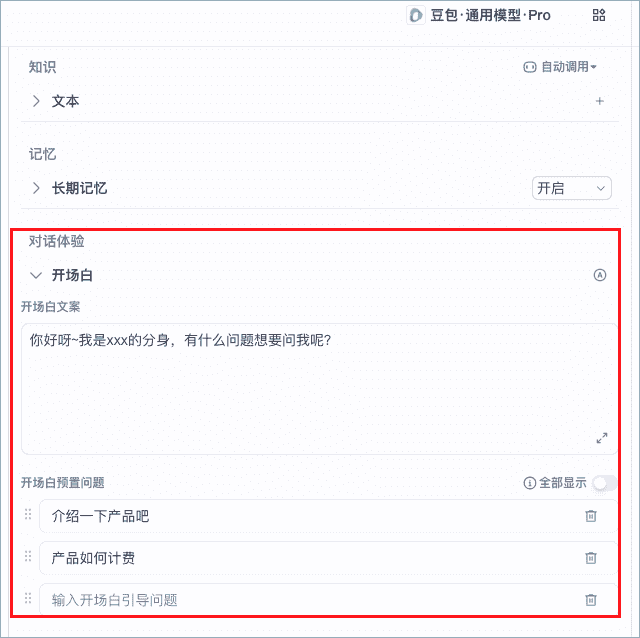 豆包·通用模型·Pro
知识
自动调用
文本
记忆
长期记忆
开启
对话体验
开场白
开场白文案
你好呀~我是xxx的分身，有什么问题想要问我呢?
开场白预置问题
全部显示
介绍一下产品吧
产品如何计费
输入开场白引导问题